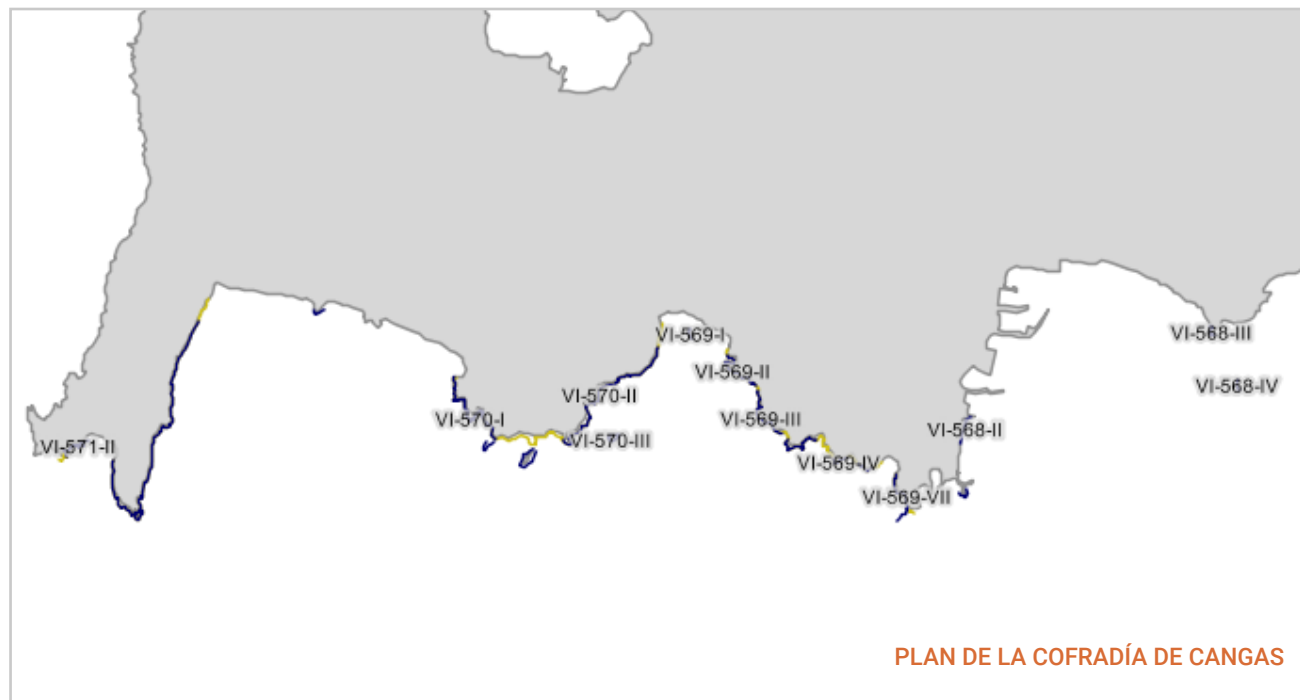 VI-569-I
VI-568-III
VI-569-II
VI-568-IV
VI-570-II
VI-570-I
VI-569-III
VI-568-II
VI-570-III
VI-571-II
VI-569-IV
VI-569-VII
PLAN DE LA COFRADÍA DE CANGAS